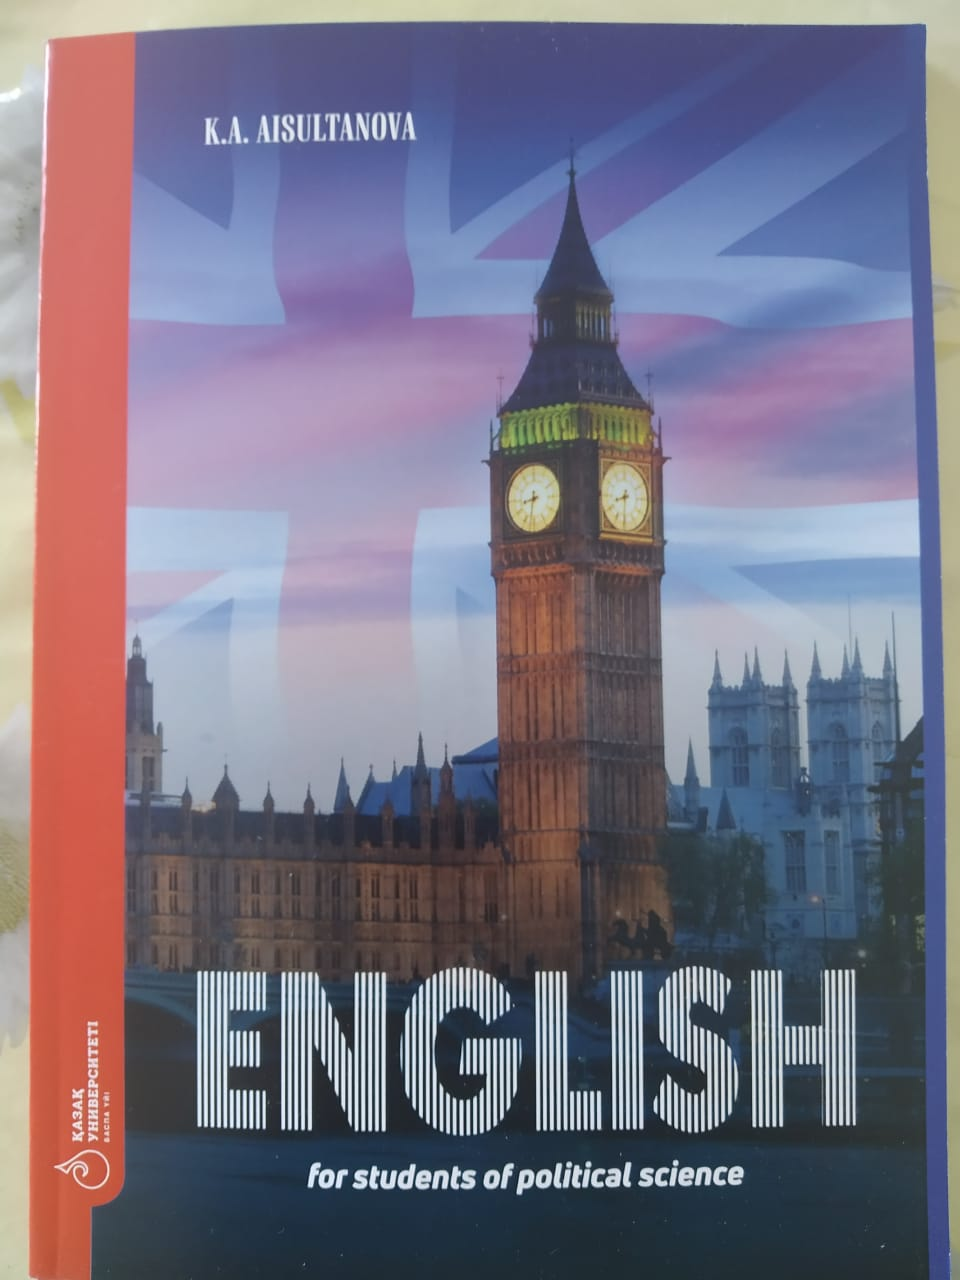 K.A. AISULTANOVA
ENGLISH
for students of political science
ҚАЗАҚ
УНИВЕРСИТЕТІ
БАСПА ҮЙІ